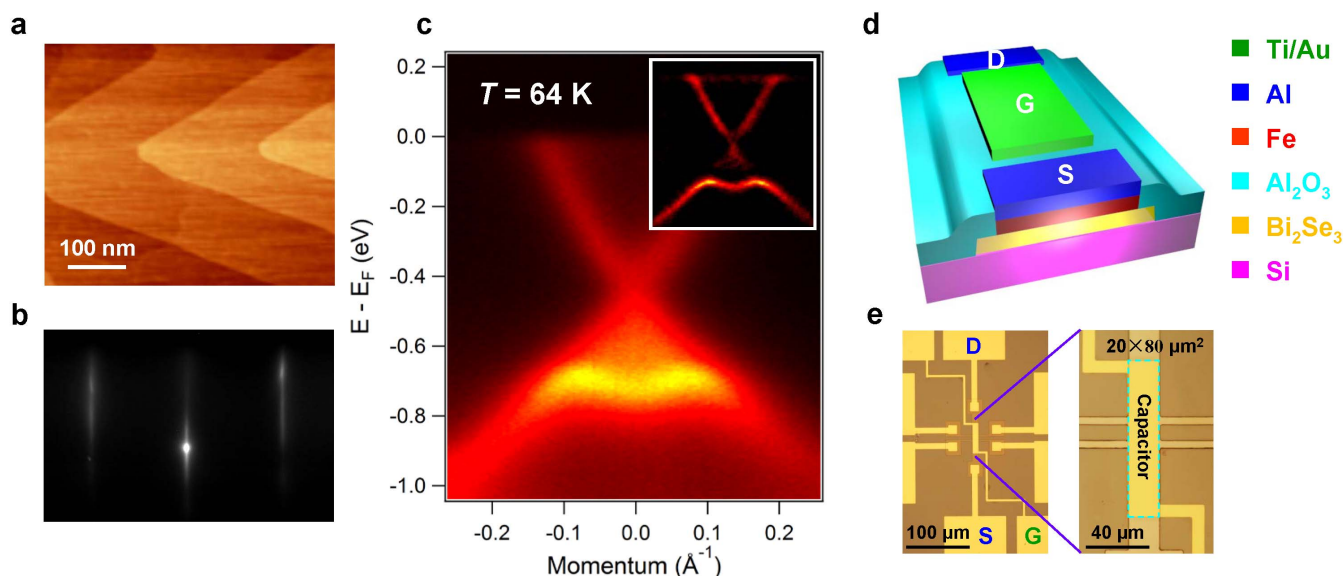 a
100 nm
b
c
T = 64 K
0.2
0.0
-0.2
-0.4
-0.6
-0.8
-1.0
E - E_F (eV)
-0.2
-0.1
0.0
0.1
0.2
Momentum (Å⁻¹)
d
D
G
S
Ti/Au
Al
Fe
Al₂O₃
Bi₂Se₃
Si
e
D
S
G
100 µm
20×80 µm²
Capacitor
40 µm